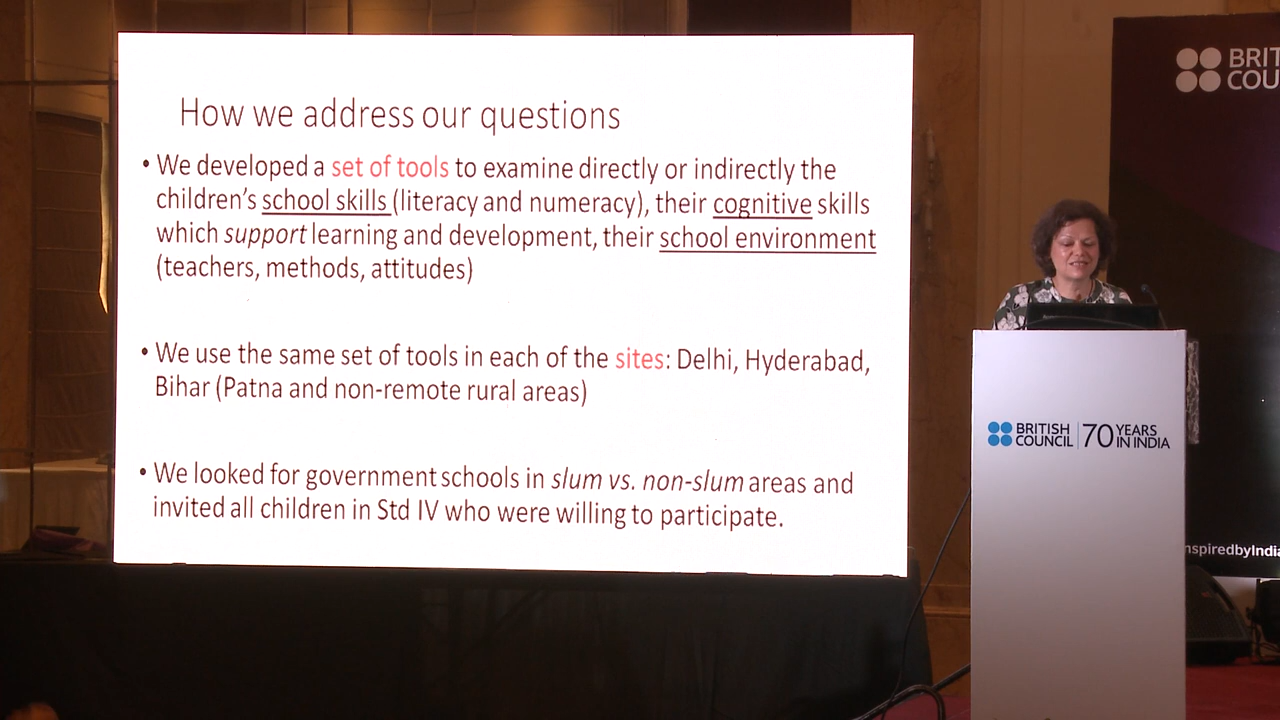 How we address our questions
• We developed a set of tools to examine directly or indirectly the
children's school skills (literacy and numeracy), their cognitive skills
which support learning and development, their school environment
(teachers, methods, attitudes)
• We use the same set of tools in each of the sites: Delhi, Hyderabad,
Bihar (Patna and non-remote rural areas)
• We looked for government schools in slum vs. non-slum areas and
invited all children in Std IV who were willing to participate.
BRIT
COU
BRITISH
COUNCIL
70 YEARS
IN INDIA
nspiredbyIndia